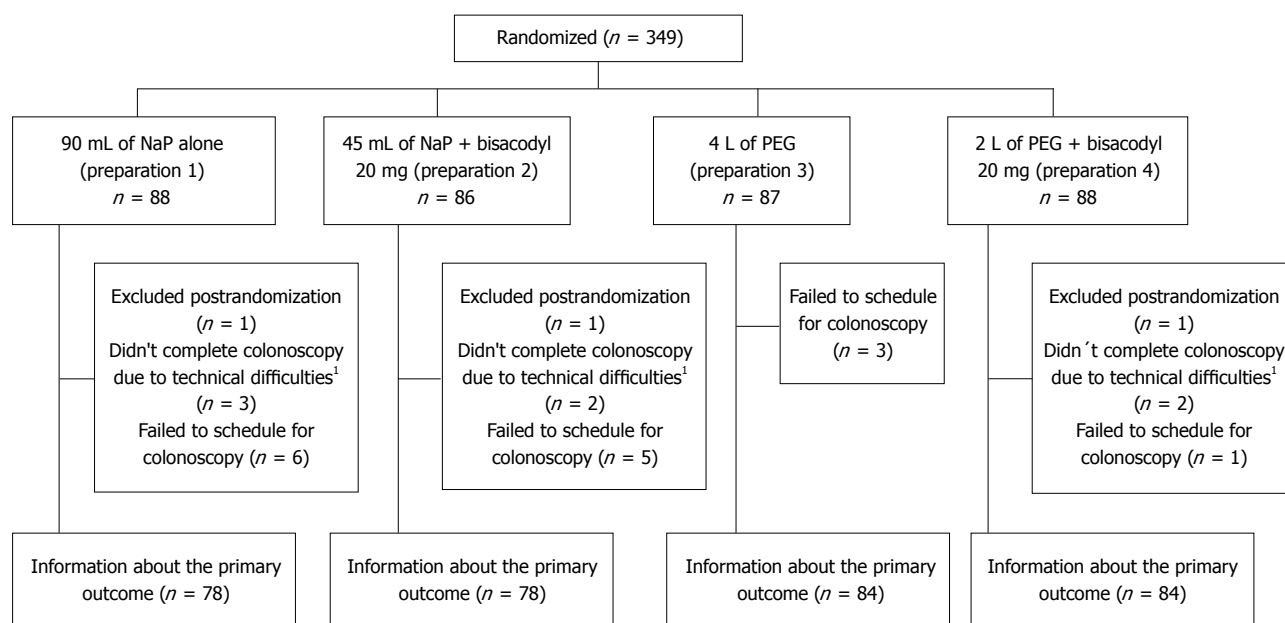 Randomized (n = 349)
90 mL of NaP alone
(preparation 1)
n = 88
45 mL of NaP + bisacodyl
20 mg (preparation 2)
n = 86
4 L of PEG
(preparation 3)
n = 87
2 L of PEG + bisacodyl
20 mg (preparation 4)
n = 88
Excluded postrandomization
(n = 1)
Didn't complete colonoscopy
due to technical difficulties¹
(n = 3)
Failed to schedule for
colonoscopy (n = 6)
Excluded postrandomization
(n = 1)
Didn't complete colonoscopy
due to technical difficulties¹
(n = 2)
Failed to schedule for
colonoscopy (n = 5)
Failed to schedule
for colonoscopy
(n = 3)
Excluded postrandomization
(n = 1)
Didn´t complete colonoscopy
due to technical difficulties¹
(n = 2)
Failed to schedule for
colonoscopy (n = 1)
Information about the primary
outcome (n = 78)
Information about the primary
outcome (n = 78)
Information about the primary
outcome (n = 84)
Information about the primary
outcome (n = 84)